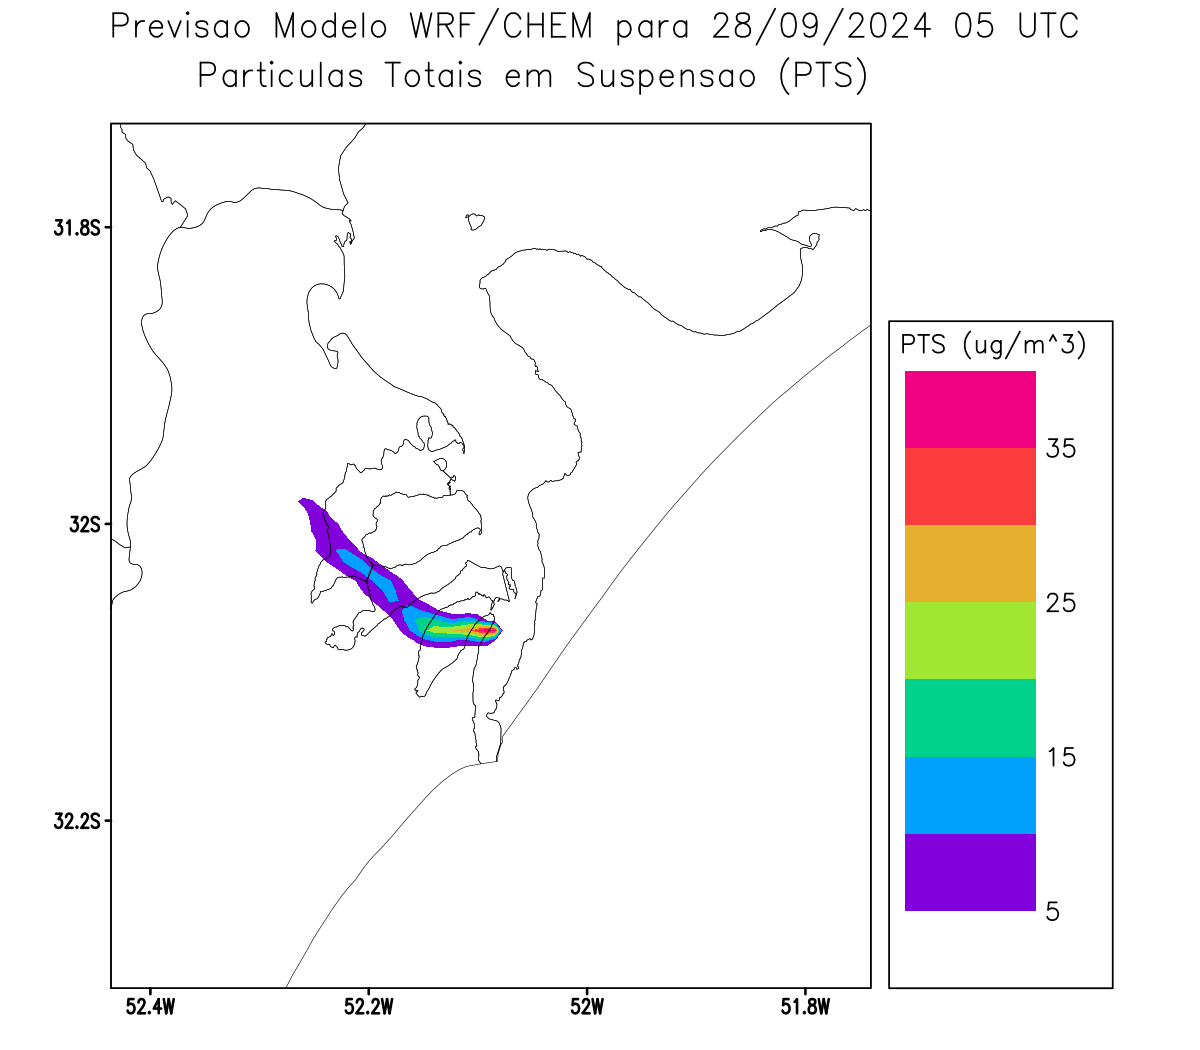 Previsao Modelo WRF/CHEM para 28/09/2024 05 UTC
Particulas Totais em Suspensao (PTS)
31.8S
32S
32.2S
52.4W
52.2W
52W
51.8W
PTS (ug/m^3)
35
25
15
5